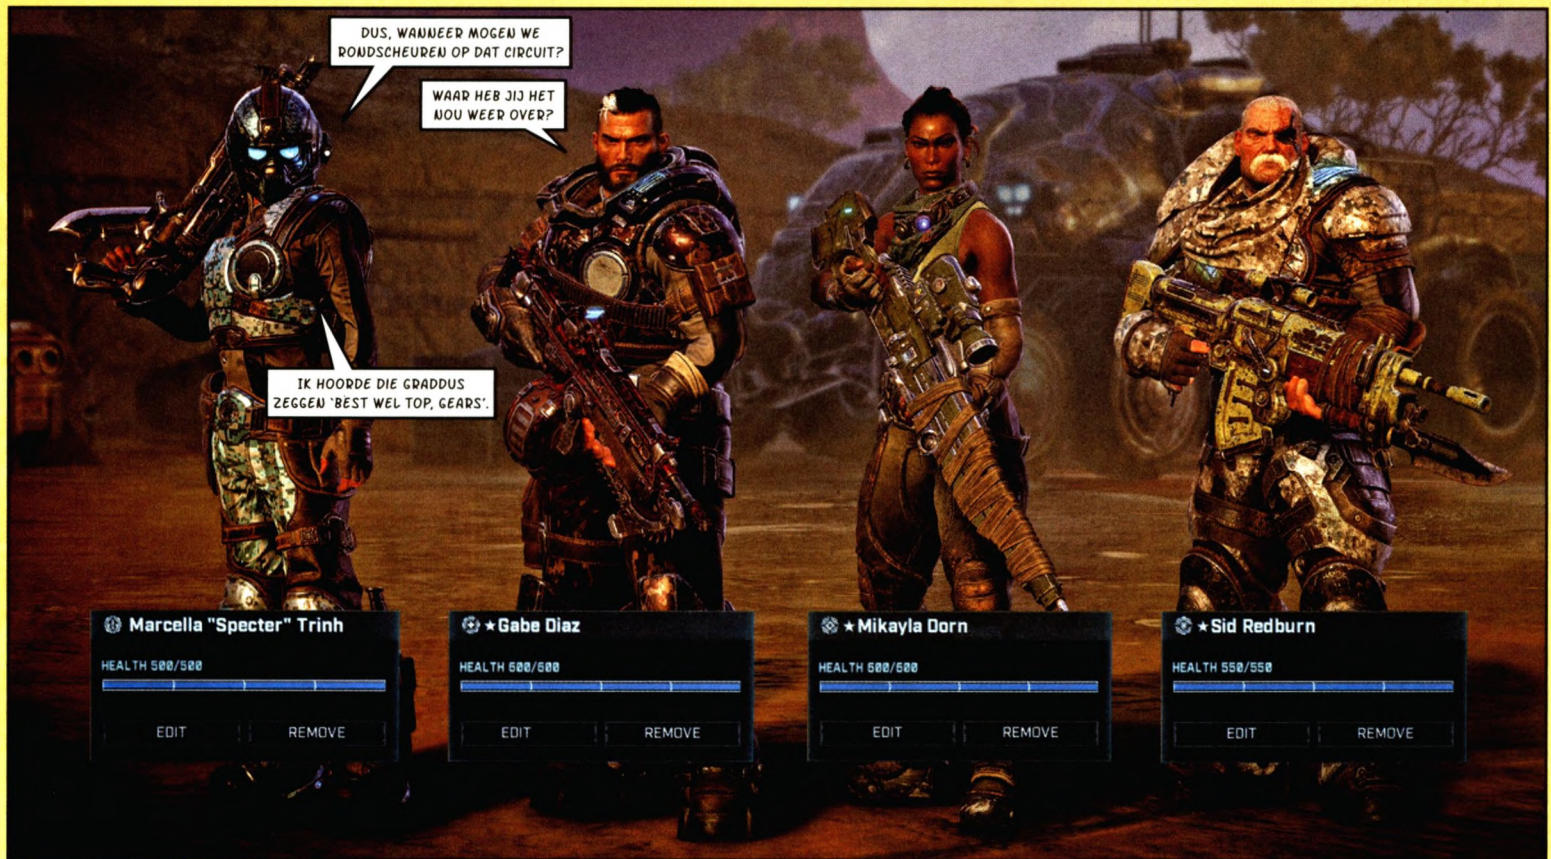 DUS, WANNEER MOGEN WE
RONDSCHEUREN OP DAT CIRCUIT?
WAAR HEB JIJ HET
NOU WEER OVER?
IK HOORDE DIE GRADDUS
ZEGGEN 'BEST WEL TOP, GEARS'.
Marcella "Specter" Trinh
HEALTH 500/500
EDIT REMOVE
★Gabe Diaz
HEALTH 600/600
EDIT REMOVE
★Mikayla Dorn
HEALTH 500/500
EDIT REMOVE
★Sid Redburn
HEALTH 550/550
EDIT REMOVE